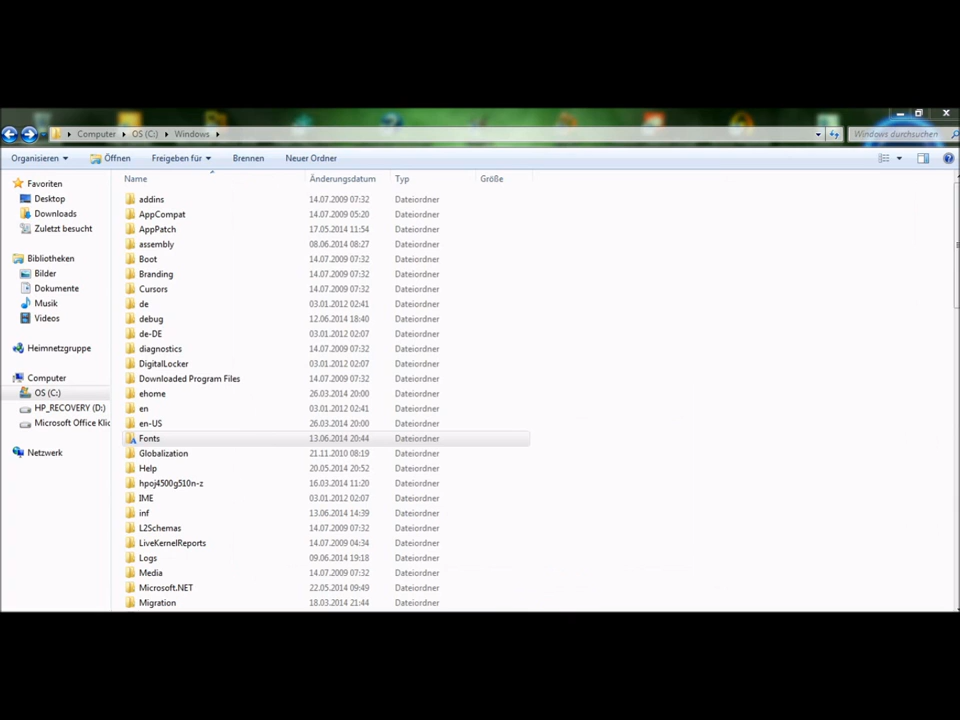 Computer OS (C:) Windows Windows durchsuchen
Organisieren Öffnen Freigeben für Brennen Neuer Ordner
Name Änderungsdatum Typ Größe
Favoriten
Desktop
Downloads
Zuletzt besucht
Bibliotheken
Bilder
Dokumente
Musik
Videos
Heimnetzgruppe
Computer
OS (C:)
HP_RECOVERY (D:)
Microsoft Office Klic
Netzwerk
addins 14.07.2009 07:32 Dateiordner
AppCompat 14.07.2009 05:20 Dateiordner
AppPatch 17.05.2014 11:54 Dateiordner
assembly 08.06.2014 08:27 Dateiordner
Boot 14.07.2009 07:32 Dateiordner
Branding 14.07.2009 07:32 Dateiordner
Cursors 14.07.2009 07:32 Dateiordner
de 03.01.2012 02:41 Dateiordner
debug 12.06.2014 18:40 Dateiordner
de-DE 03.01.2012 02:07 Dateiordner
diagnostics 14.07.2009 07:32 Dateiordner
DigitalLocker 03.01.2012 02:07 Dateiordner
Downloaded Program Files 14.07.2009 07:32 Dateiordner
ehome 26.03.2014 20:00 Dateiordner
en 03.01.2012 02:41 Dateiordner
en-US 26.03.2014 20:00 Dateiordner
Fonts 13.06.2014 20:44 Dateiordner
Globalization 21.11.2010 08:19 Dateiordner
Help 20.05.2014 20:52 Dateiordner
hpoj4500g510n-z 16.03.2014 11:20 Dateiordner
IME 03.01.2012 02:07 Dateiordner
inf 13.06.2014 14:39 Dateiordner
L2Schemas 14.07.2009 07:32 Dateiordner
LiveKernelReports 14.07.2009 04:34 Dateiordner
Logs 09.06.2014 19:18 Dateiordner
Media 14.07.2009 07:32 Dateiordner
Microsoft.NET 22.05.2014 09:49 Dateiordner
Migration 18.03.2014 21:44 Dateiordner